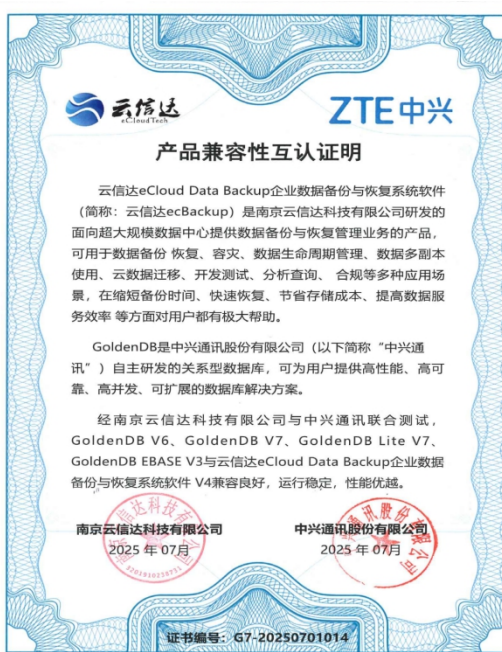 云信达
eCloudTech
ZTE中兴
产品兼容性互认证明
云信达eCloud Data Backup企业数据备份与恢复系统软件
（简称：云信达ecBackup）是南京云信达科技有限公司研发的
面向超大规模数据中心提供数据备份与恢复管理业务的产品，
可用于数据备份 恢复、容灾、数据生命周期管理、数据多副本
使用、云数据迁移、开发测试、分析查询、 合规等多种应用场
景，在缩短备份时间、快速恢复、节省存储成本、提高数据服
务效率 等方面对用户都有极大帮助。
GoldenDB是中兴通讯股份有限公司（以下简称“中兴通
讯”）自主研发的关系型数据库，可为用户提供高性能、高可
靠、高并发、可扩展的数据库解决方案。
经南京云信达科技有限公司与中兴通讯联合测试，
GoldenDB V6、GoldenDB V7、GoldenDB Lite V7、
GoldenDB EBASE V3与云信达eCloud Data Backup企业数据
备份与恢复系统软件 V4兼容良好，运行稳定，性能优越。
南京云信达科技有限公司
2025 年 07月
中兴通讯股份有限公司
2025 年 07月
证书编号：G7-20250701014